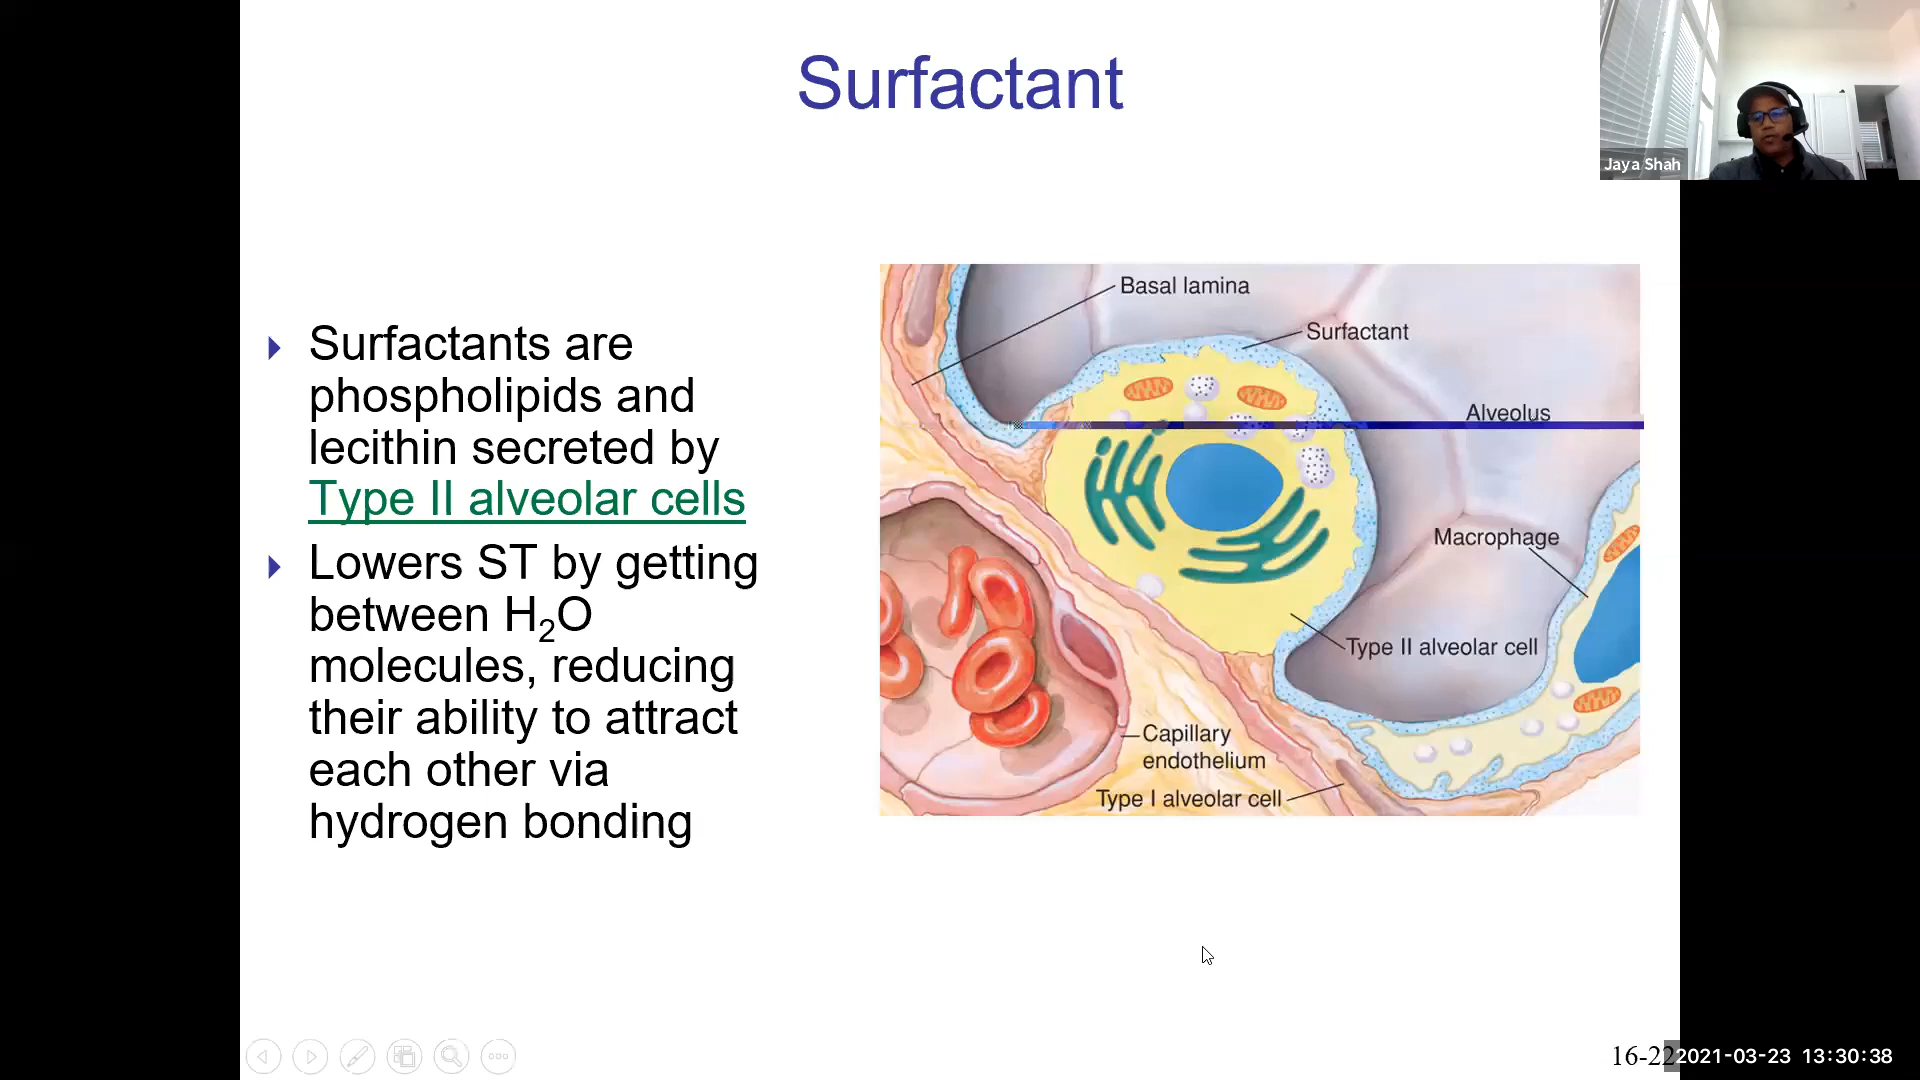 Surfactant
Jaya Shah
Surfactants are
phospholipids and
lecithin secreted by
Type II alveolar cells
Lowers ST by getting
between H₂O
molecules, reducing
their ability to attract
each other via
hydrogen bonding
Basal lamina
Surfactant
Alveolus
Macrophage
Type II alveolar cell
Capillary
endothelium
Type I alveolar cell
16-22
2021-03-23 13:30:38